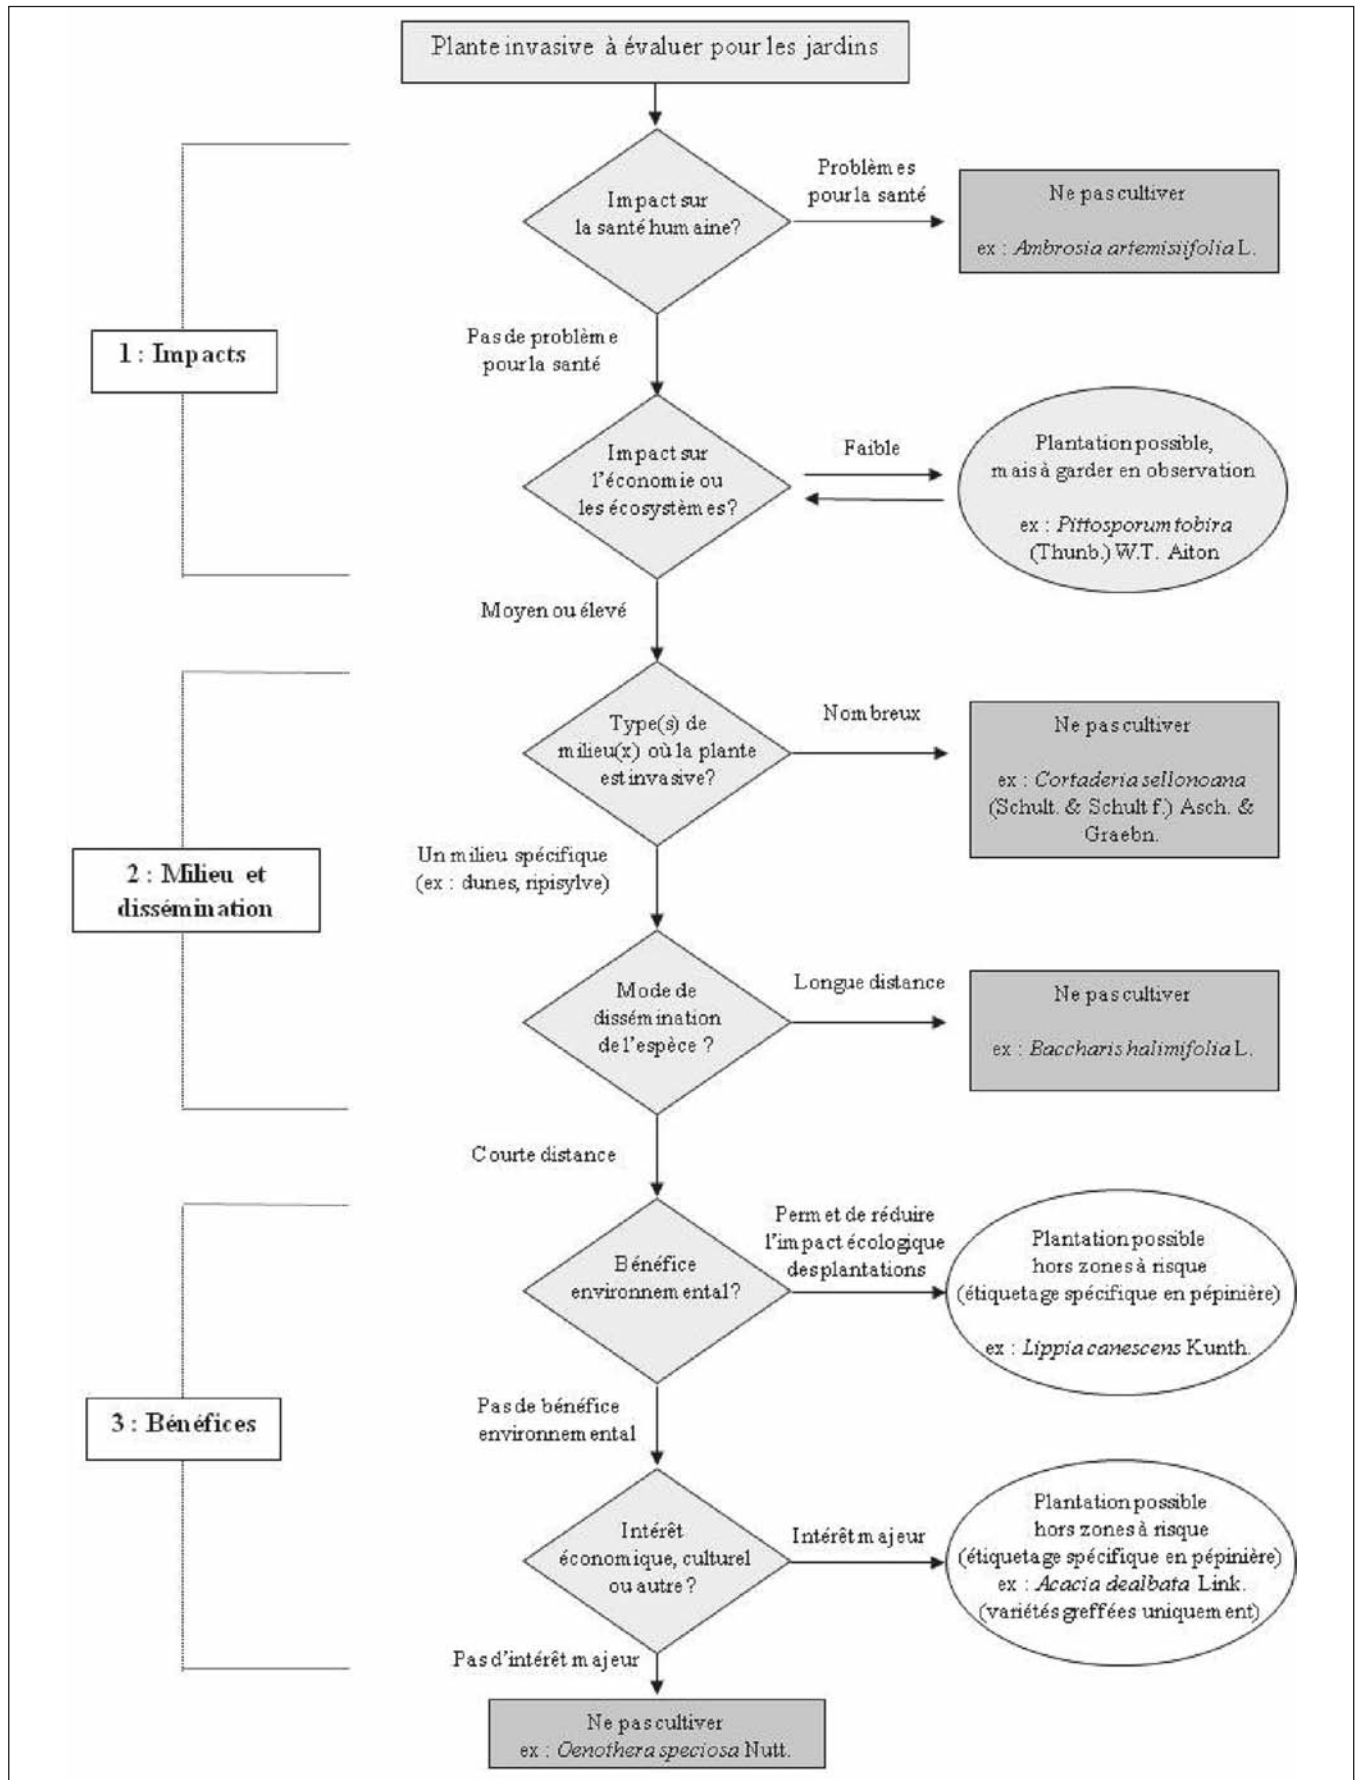 Plante invasive à évaluer pour les jardins
Impact sur
la santé humaine?
Problèmes
pour la santé
Ne pas cultiver
ex : Ambrosia artemisiifolia L.
1 : Impacts
Pas de problème
pour la santé
Impact sur
l'économie ou
les écosystèmes?
Faible
Plantation possible,
mais à garder en observation
ex : Pittosporum tobira
(Thunb.) W.T. Aiton
Moyen ou élevé
Type(s) de
milieu(x) où la plante
est invasive?
Nombreux
Ne pas cultiver
ex : Cortaderia sellonoana
(Schult. & Schult f.) Asch. &
Graebn.
2 : Milieu et
dissémination
Un milieu spécifique
(ex : dunes, ripisylve)
Mode de
dissémination
de l'espèce ?
Longue distance
Ne pas cultiver
ex : Baccharis halimifolia L.
Courte distance
Bénéfice
environnemental?
Permet de réduire
l'impact écologique
des plantations
Plantation possible
hors zones à risque
(étiquetage spécifique en pépinière)
ex : Lippia canescens Kunth.
3 : Bénéfices
Pas de bénéfice
environnemental
Intérêt
économique, culturel
ou autre ?
Intérêt majeur
Plantation possible
hors zones à risque
(étiquetage spécifique en pépinière)
ex : Acacia dealbata Link.
(variétés greffées uniquement)
Pas d'intérêt majeur
Ne pas cultiver
ex : Oenothera speciosa Nutt.